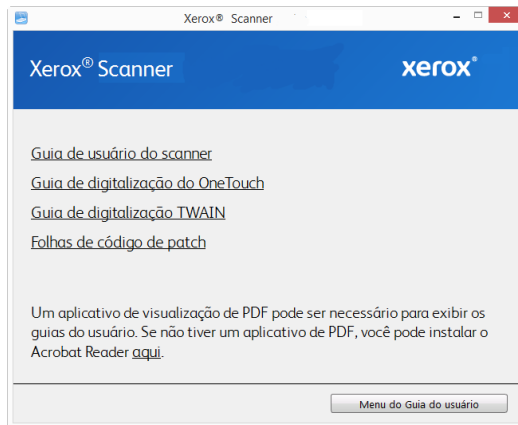 Xerox® Scanner
Xerox® Scanner
xerox®
Guia de usuário do scanner
Guia de digitalização do OneTouch
Guia de digitalização TWAIN
Folhas de código de patch
Um aplicativo de visualização de PDF pode ser necessário para exibir os
guias do usuário. Se não tiver um aplicativo de PDF, você pode instalar o
Acrobat Reader aqui.
Menu do Guia do usuário